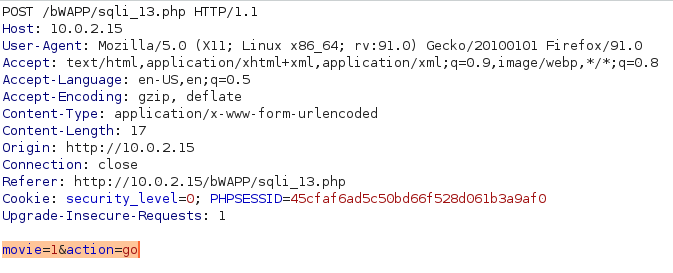 POST /bWAPP/sqli_13.php HTTP/1.1
Host: 10.0.2.15
User-Agent: Mozilla/5.0 (X11; Linux x86_64; rv:91.0) Gecko/20100101 Firefox/91.0
Accept: text/html,application/xhtml+xml,application/xml;q=0.9,image/webp,*/*;q=0.8
Accept-Language: en-US,en;q=0.5
Accept-Encoding: gzip, deflate
Content-Type: application/x-www-form-urlencoded
Content-Length: 17
Origin: http://10.0.2.15
Connection: close
Referer: http://10.0.2.15/bWAPP/sqli_13.php
Cookie: security_level=0; PHPSESSID=45cfaf6ad5c50bd66f528d061b3a9af0
Upgrade-Insecure-Requests: 1
movie=1&action=go